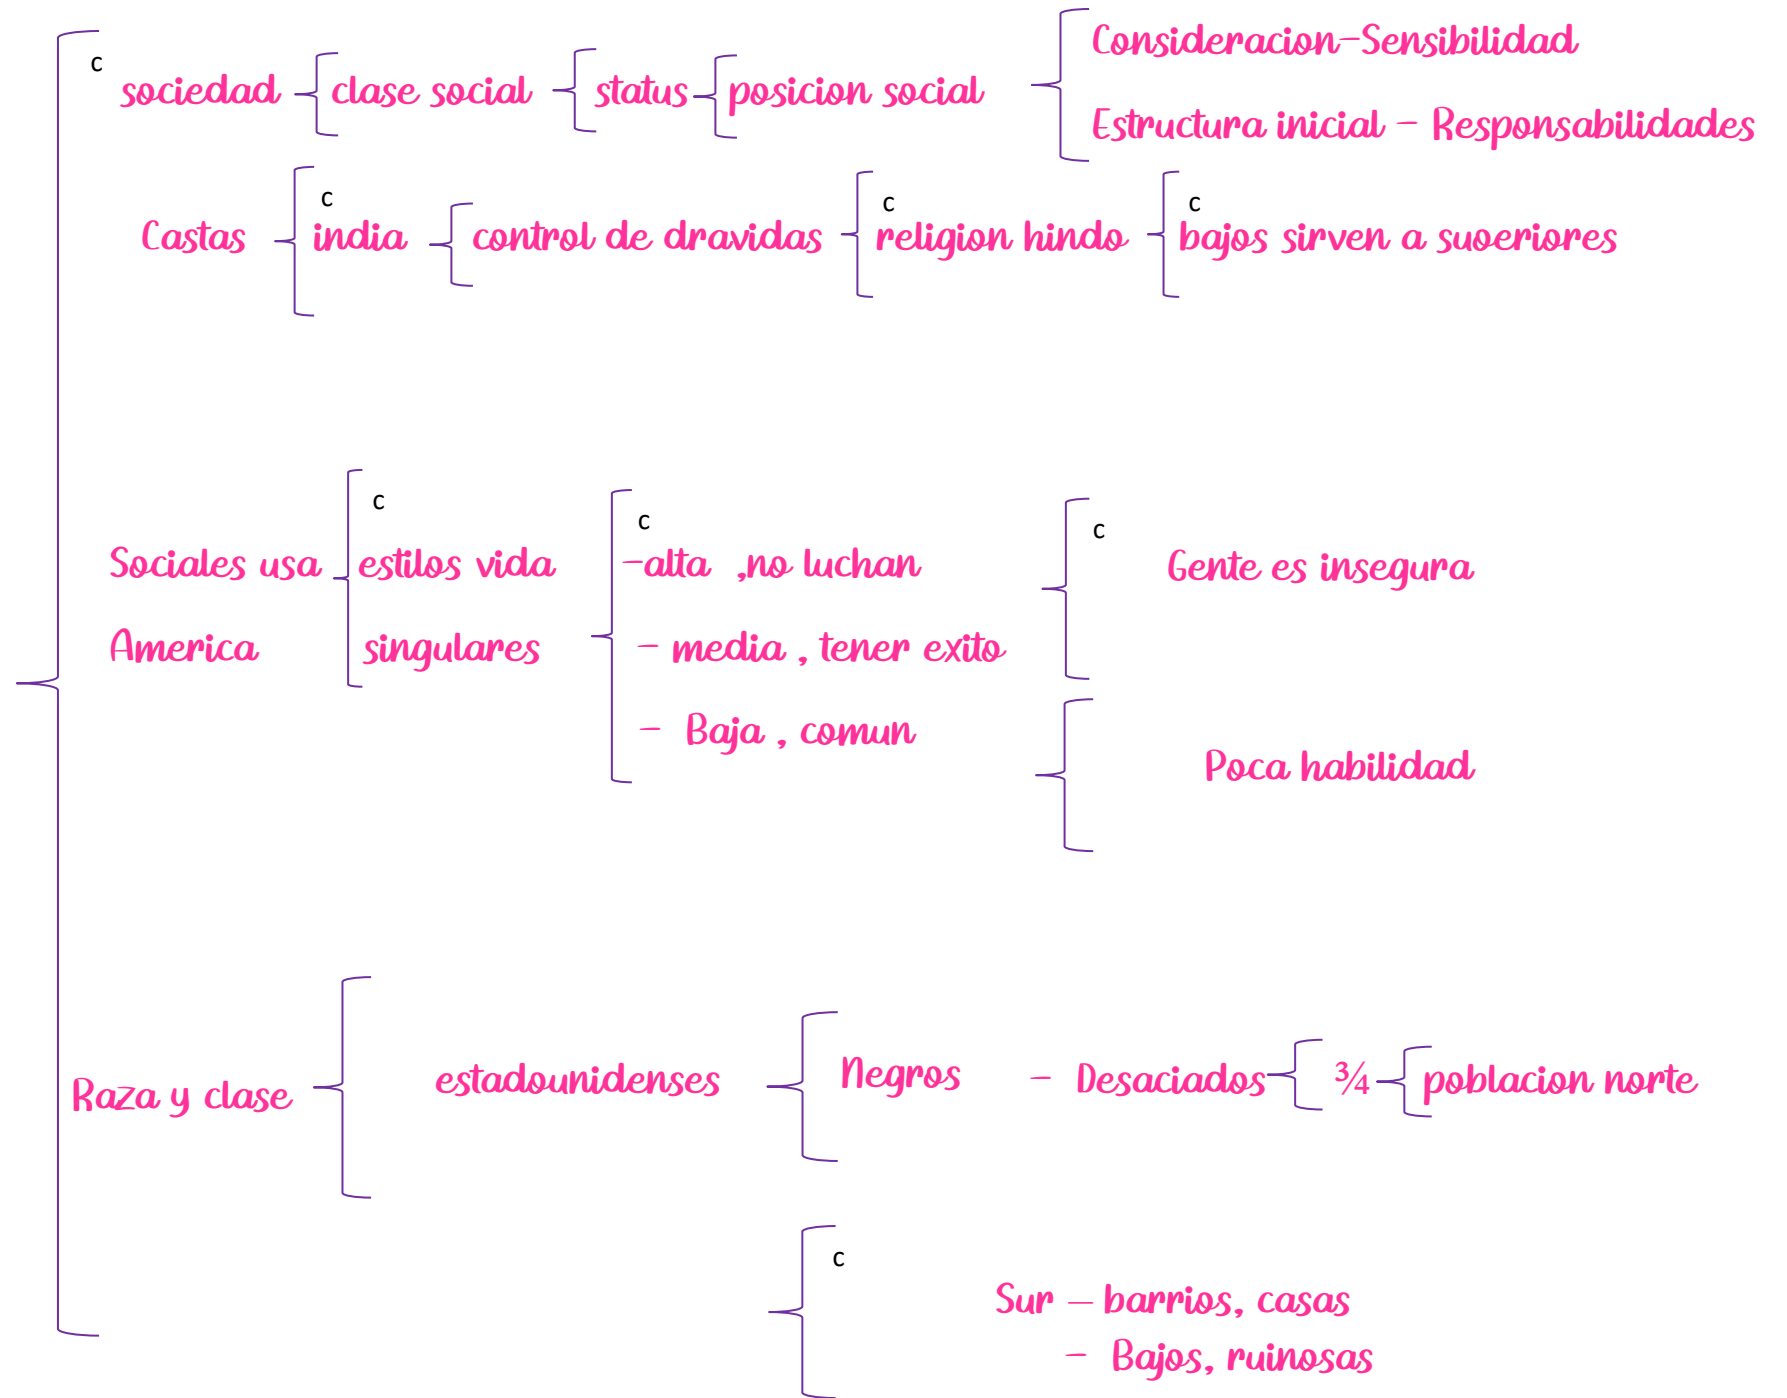 Consideracion-Sensibilidad
c
sociedad clase social status posicion social
Estructura inicial - Responsabilidades
c c c
Castas india control de dravidas religion hindo bajos sirven a suoeriores
c
c
c
Sociales usa estilos vida -alta ,no luchan Gente es insegura
America singulares - media , tener exito
- Baja , comun
Poca habilidad
Raza y clase estadounidenses Negros - Desaciados ¾ poblacion norte
c
Sur - barrios, casas
- Bajos, ruinosas